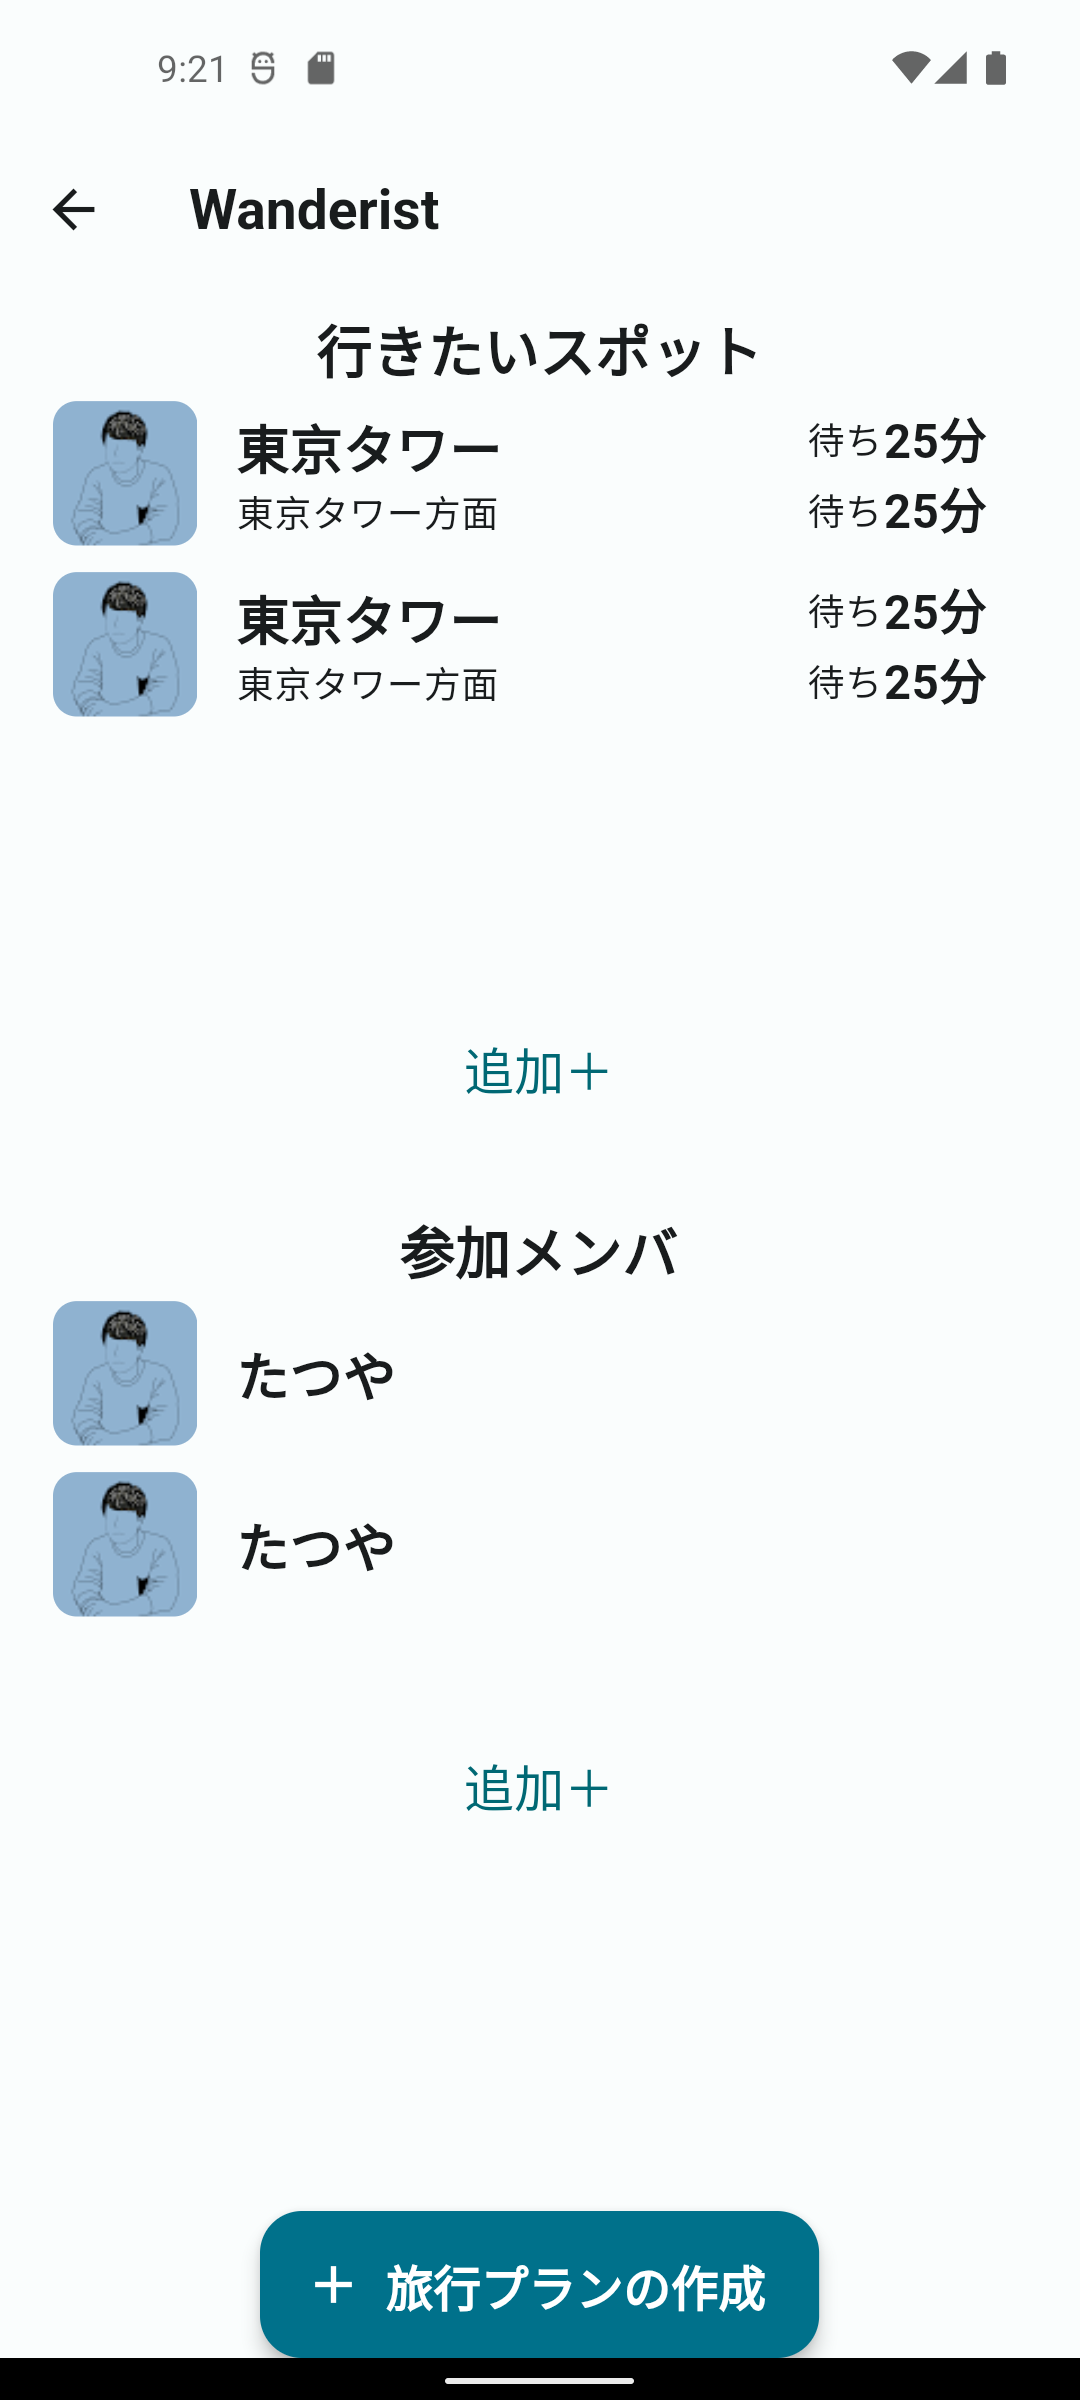 9:21
Wanderist
行きたいスポット
東京タワー
待ち25分
東京タワー方面
待ち25分
東京タワー
待ち25分
東京タワー方面
待ち25分
追加＋
参加メンバ
たつや
たつや
追加＋
+ 旅行プランの作成